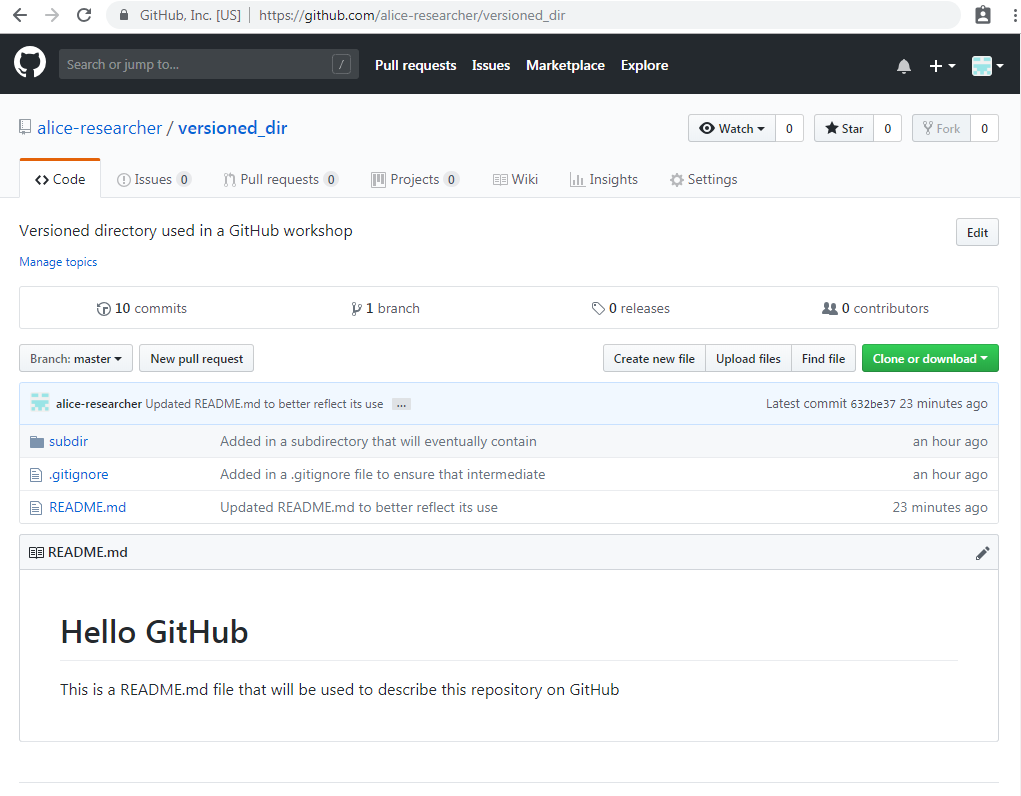 GitHub, Inc. [US] | https://github.com/alice-researcher/versioned_dir
Search or jump to... / Pull requests Issues Marketplace Explore
alice-researcher / versioned_dir Watch 0 Star 0 Fork 0
Code Issues 0 Pull requests 0 Projects 0 Wiki Insights Settings
Versioned directory used in a GitHub workshop Edit
Manage topics
10 commits 1 branch 0 releases 0 contributors
Branch: master New pull request Create new file Upload files Find file Clone or download
alice-researcher Updated README.md to better reflect its use ... Latest commit 632be37 23 minutes ago
subdir Added in a subdirectory that will eventually contain an hour ago
.gitignore Added in a .gitignore file to ensure that intermediate an hour ago
README.md Updated README.md to better reflect its use 23 minutes ago
README.md
Hello GitHub
This is a README.md file that will be used to describe this repository on GitHub